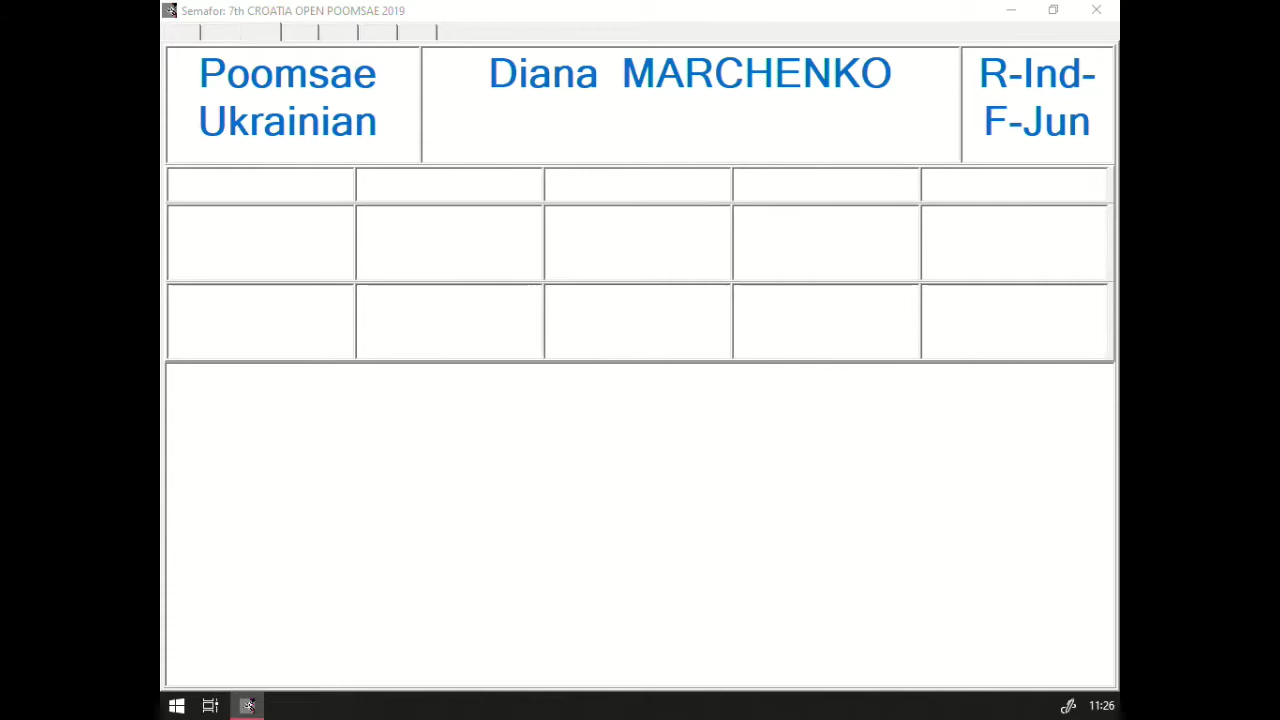 Semafor: 7th CROATIA OPEN POOMSAE 2019
Poomsae
Ukrainian
Diana MARCHENKO
R-Ind-
F-Jun
11:26